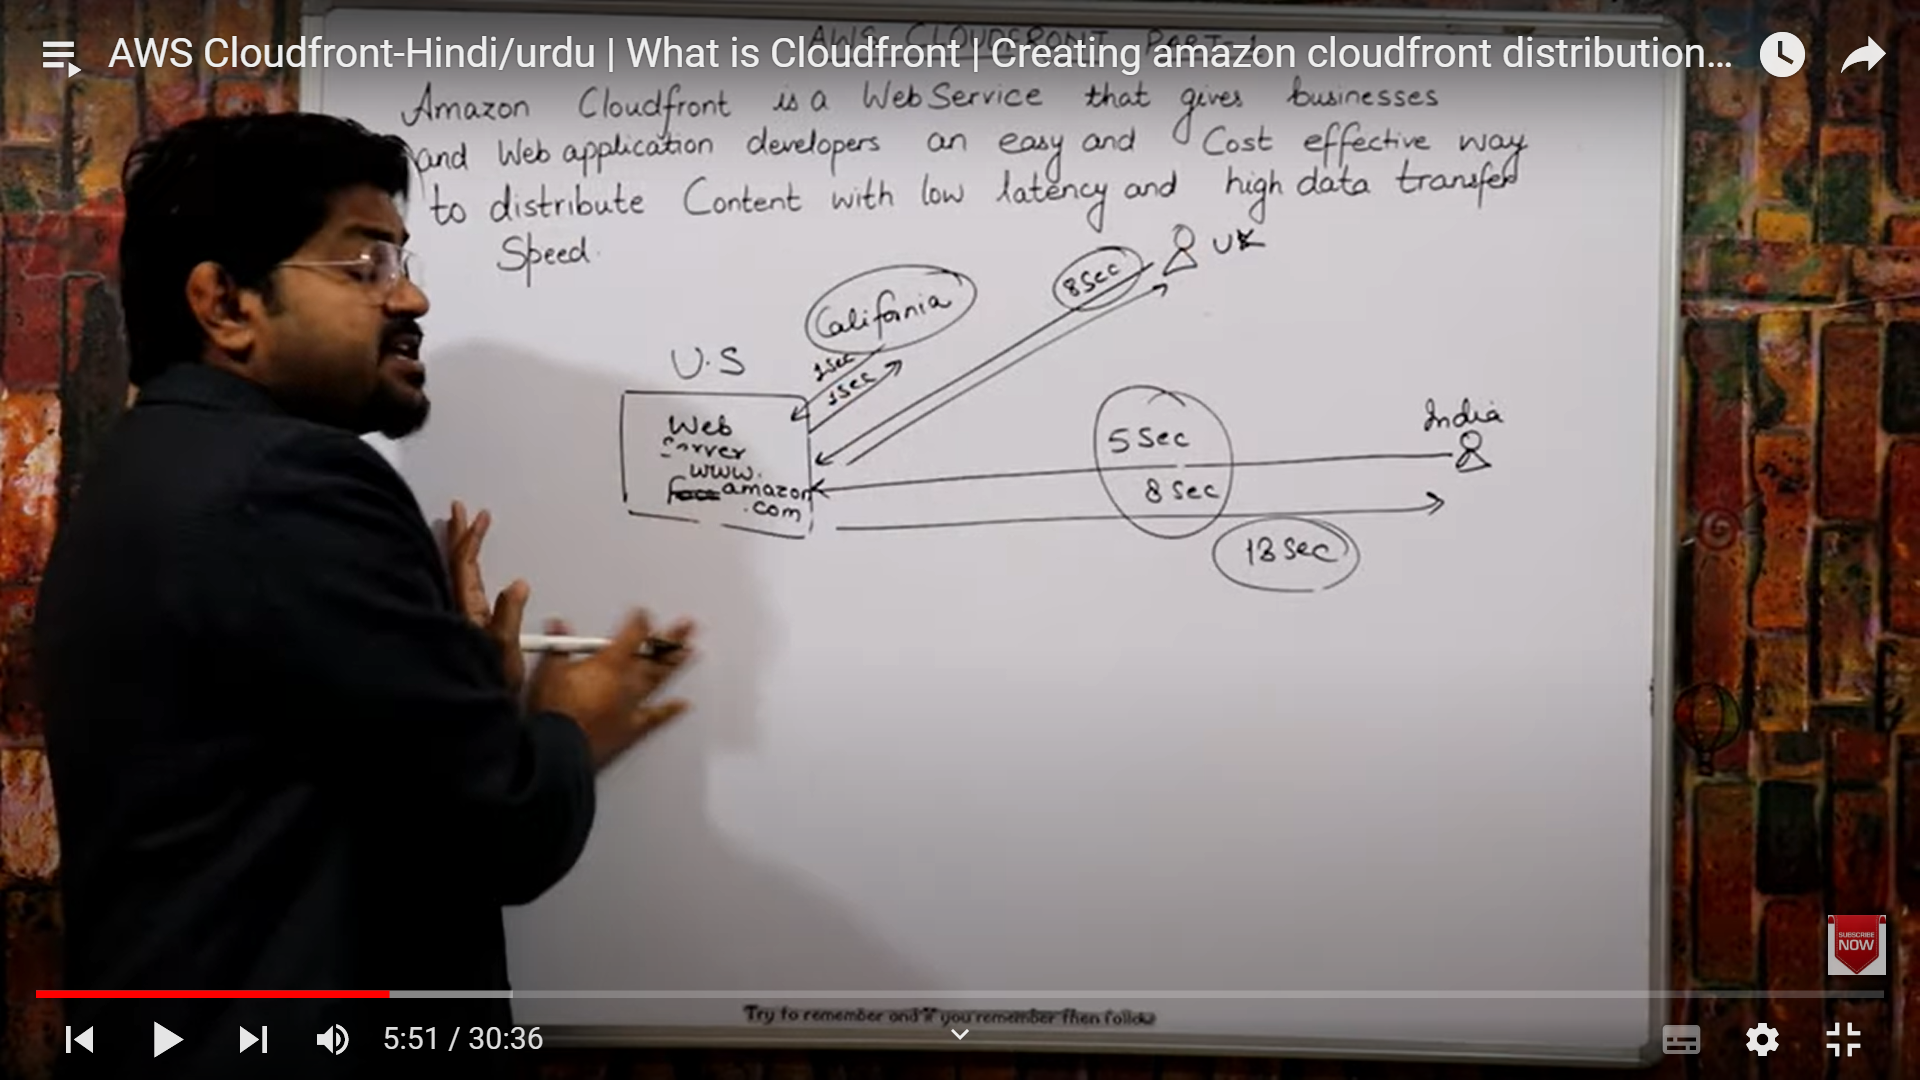 AWS Cloudfront-Hindi/urdu | What is Cloudfront | Creating amazon cloudfront distribution...
AWS CLOUDFRONT PART-1
Amazon Cloudfront is a Web Service that gives businesses
and Web application developers an easy and Cost effective way
to distribute Content with low latency and high data transfer
Speed.
UK
8 Sec
California
U.S
1 Sec
1 Sec
Web
Server
www.
amazon
.com
India
5 Sec
8 Sec
13 Sec
SUBSCRIBE
NOW
Try to remember and if you remember then follow
5:51 / 30:36